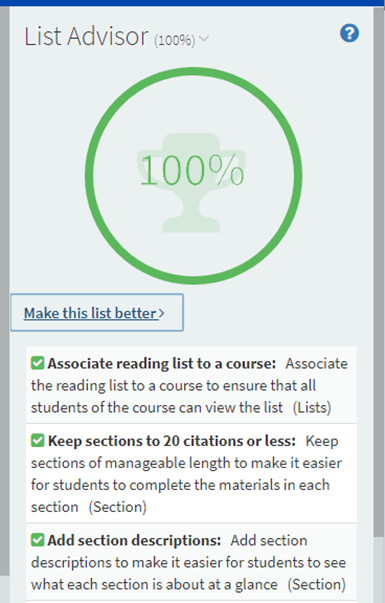 List Advisor (100%)
?
100%
Make this list better>
Associate reading list to a course: Associate
the reading list to a course to ensure that all
students of the course can view the list (Lists)
Keep sections to 20 citations or less: Keep
sections of manageable length to make it easier
for students to complete the materials in each
section (Section)
Add section descriptions: Add section
descriptions to make it easier for students to see
what each section is about at a glance (Section)